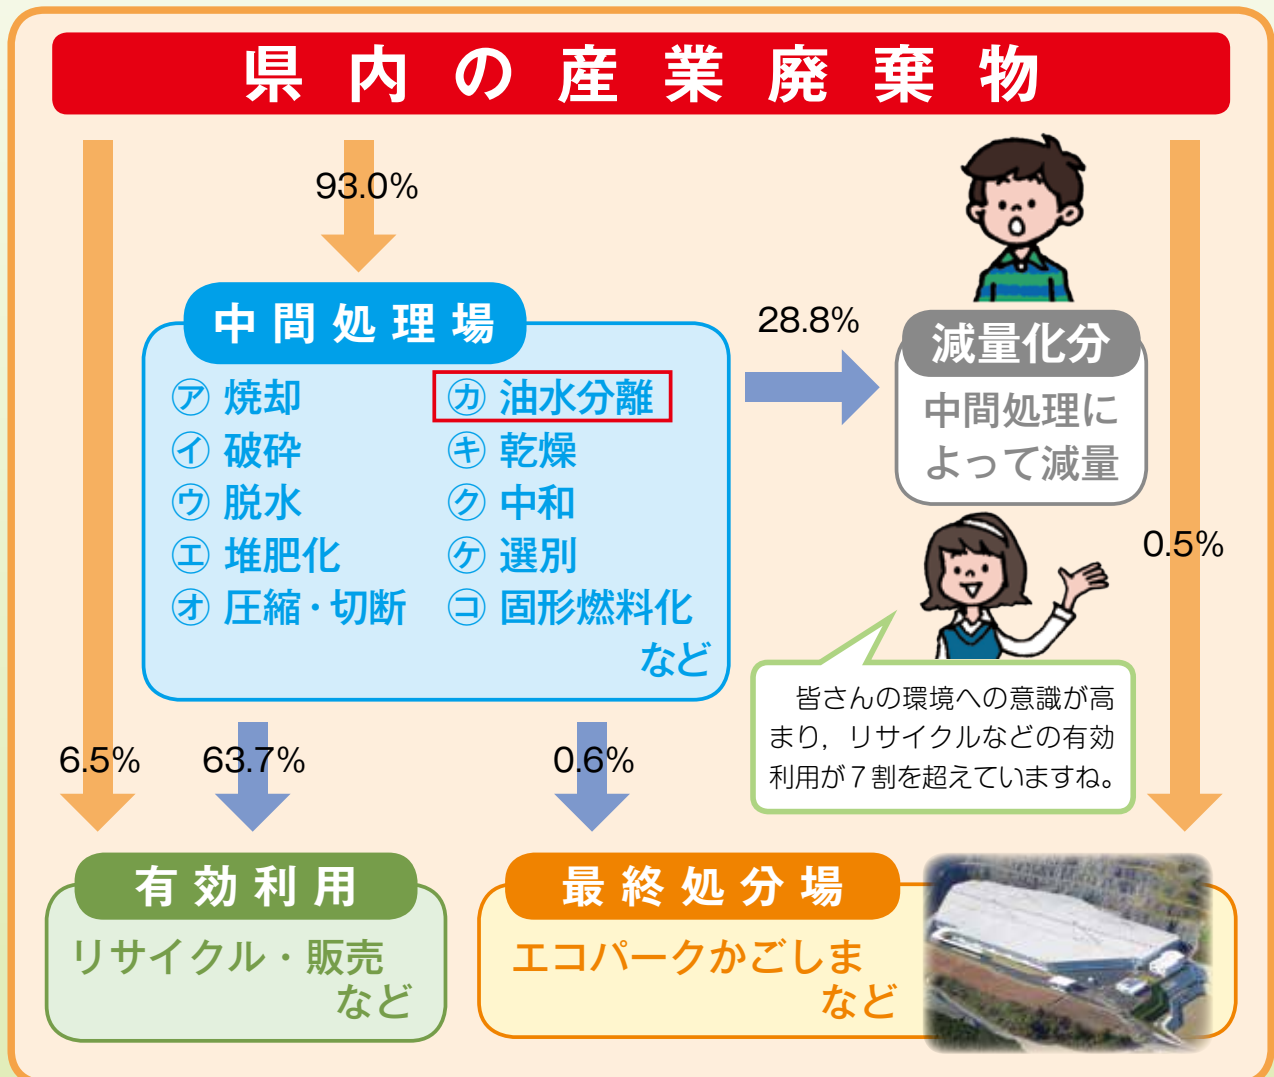 県内の産業廃棄物
93.0%
中間処理場
㋐ 焼却
㋑ 破砕
㋒ 脱水
㋓ 堆肥化
㋔ 圧縮・切断
㋕ 油水分離
㋖ 乾燥
㋗ 中和
㋘ 選別
㋙ 固形燃料化
など
28.8%
減量化分
中間処理に
よって減量
0.5%
皆さんの環境への意識が高
まり，リサイクルなどの有効
利用が７割を超えていますね。
6.5%
63.7%
0.6%
有効利用
リサイクル・販売
など
最終処分場
エコパークかごしま
など